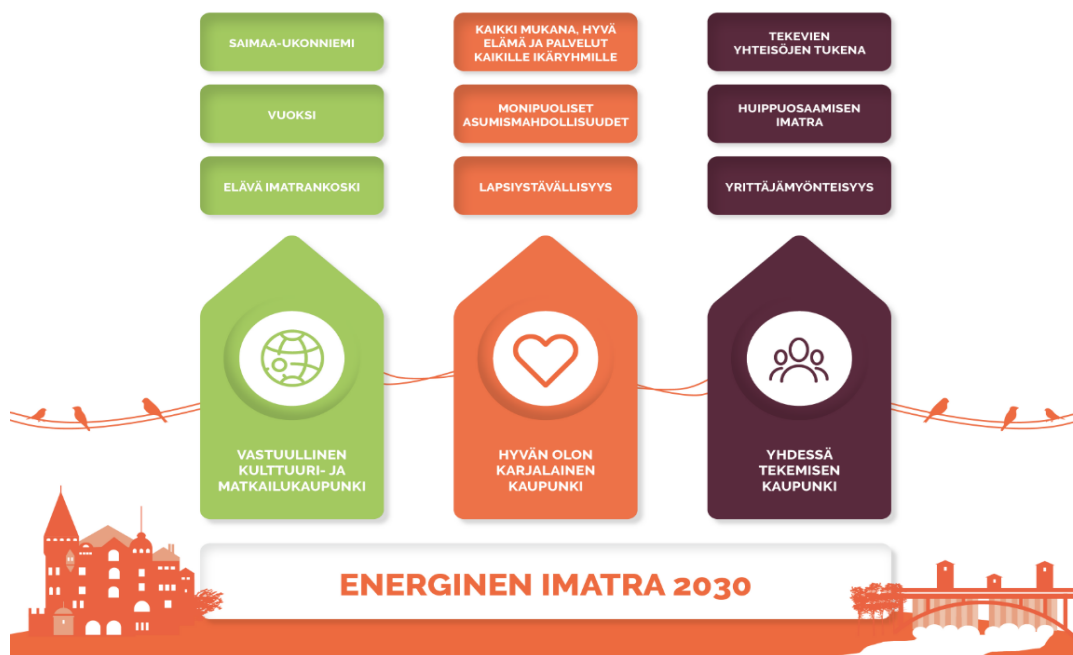 SAIMAA-UKONNIEMI
KAIKKI MUKANA, HYVÄ
ELÄMÄ JA PALVELUT
KAIKILLE IKÄRYHMILLE
TEKEVIEN
YHTEISÖJEN TUKENA
VUOKSI
MONIPUOLISET
ASUMISMAHDOLLISUUDET
HUIPPUOSAAMISEN
IMATRA
ELÄVÄ IMATRANKOSKI
LAPSIYSTÄVÄLLISYYS
YRITTÄJÄMYÖNTEISYYS
VASTUULLINEN
KULTTUURI- JA
MATKAILUKAUPUNKI
HYVÄN OLON
KARJALAINEN
KAUPUNKI
YHDESSÄ
TEKEMISEN
KAUPUNKI
ENERGINEN IMATRA 2030